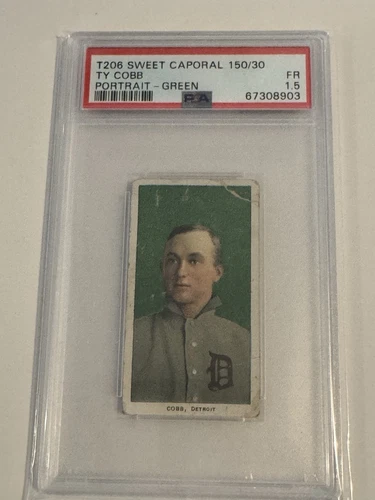 T206 SWEET CAPORAL 150/30
TY COBB FR
PORTRAIT - GREEN 1.5
PSA 67308903
D
COBB, DETROIT